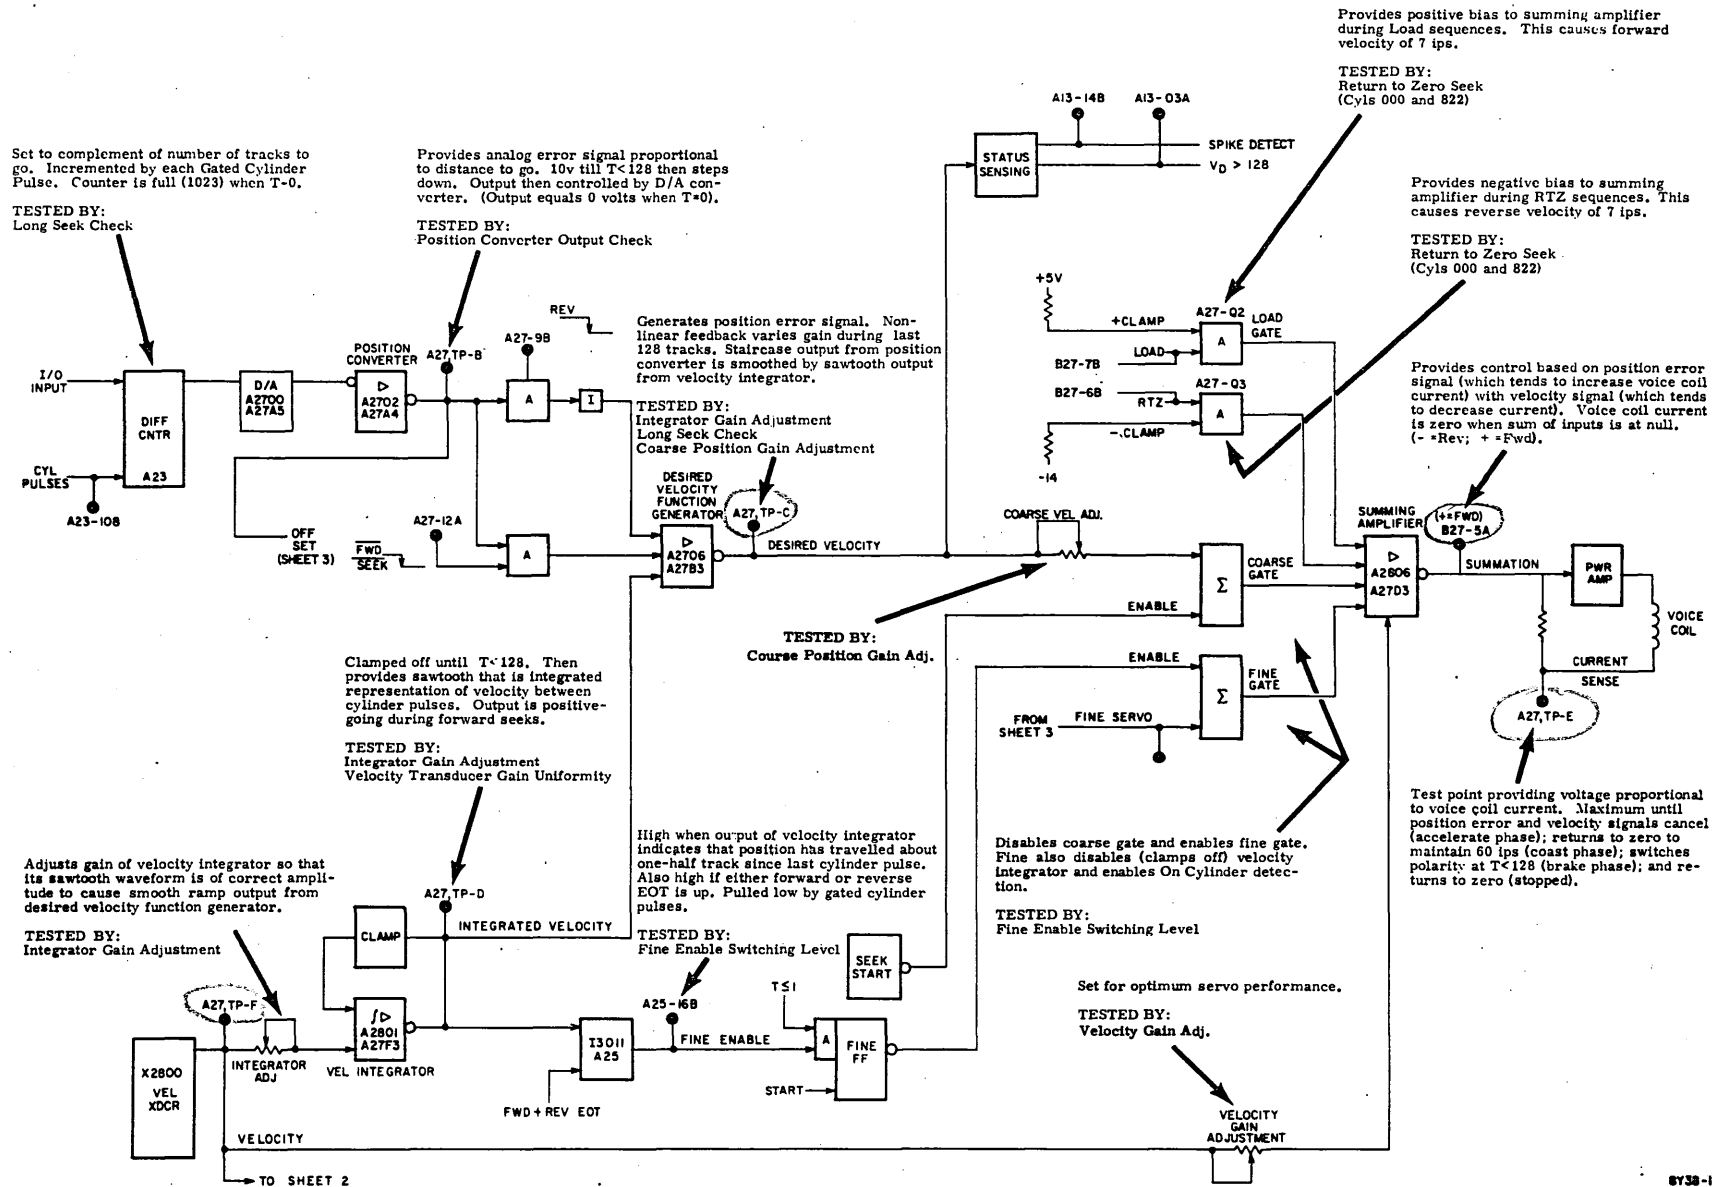 Provides positive bias to summing amplifier
during Load sequences. This causes forward
velocity of 7 ips.
TESTED BY:
Return to Zero Seek
(Cyls 000 and 822)
A13-14B
A13-03A
STATUS
SENSING
SPIKE DETECT
VD > 128
Set to complement of number of tracks to
go. Incremented by each Gated Cylinder
Pulse. Counter is full (1023) when T-0.
TESTED BY:
Long Seek Check
Provides analog error signal proportional
to distance to go. 10v till T<128 then steps
down. Output then controlled by D/A con-
verter. (Output equals 0 volts when T=0).
TESTED BY:
Position Converter Output Check
Provides negative bias to summing
amplifier during RTZ sequences. This
causes reverse velocity of 7 ips.
TESTED BY:
Return to Zero Seek
(Cyls 000 and 822)
I/O
INPUT
DIFF
CNTR
A23
CYL
PULSES
A23-10B
D/A
A2700
A27A5
POSITION
CONVERTER
A2702
A27A4
A27,TP-B
A27-9B
REV
A
I
Generates position error signal. Non-
linear feedback varies gain during last
128 tracks. Staircase output from position
converter is smoothed by sawtooth output
from velocity integrator.
TESTED BY:
Integrator Gain Adjustment
Long Seek Check
Coarse Position Gain Adjustment
+5V
+CLAMP
A27-Q2
LOAD
GATE
A
LOAD
B27-7B
B27-6B
A27-Q3
RTZ
A
-CLAMP
-14
Provides control based on position error
signal (which tends to increase voice coil
current) with velocity signal (which tends
to decrease current). Voice coil current
is zero when sum of inputs is at null.
(- =Rev; + =Fwd).
OFF
SET
(SHEET 3)
A27-12A
FWD
SEEK
A
DESIRED
VELOCITY
FUNCTION
GENERATOR
A2706
A27B3
A27,TP-C
DESIRED VELOCITY
COARSE VEL ADJ.
Σ
COARSE
GATE
ENABLE
TESTED BY:
Course Position Gain Adj.
ENABLE
Σ
FINE
GATE
FROM
SHEET 3
FINE SERVO
SUMMING
AMPLIFIER
A2806
A27D3
(+=FWD)
B27-5A
SUMMATION
PWR
AMP
VOICE
COIL
CURRENT
SENSE
A27,TP-E
Clamped off until T<128. Then
provides sawtooth that is integrated
representation of velocity between
cylinder pulses. Output is positive-
going during forward seeks.
TESTED BY:
Integrator Gain Adjustment
Velocity Transducer Gain Uniformity
Test point providing voltage proportional
to voice coil current. Maximum until
position error and velocity signals cancel
(accelerate phase); returns to zero to
maintain 60 ips (coast phase); switches
polarity at T<128 (brake phase); and re-
turns to zero (stopped).
Disables coarse gate and enables fine gate.
Fine also disables (clamps off) velocity
integrator and enables On Cylinder detec-
tion.
TESTED BY:
Fine Enable Switching Level
High when output of velocity integrator
indicates that position has travelled about
one-half track since last cylinder pulse.
Also high if either forward or reverse
EOT is up. Pulled low by gated cylinder
pulses.
TESTED BY:
Fine Enable Switching Level
Adjusts gain of velocity integrator so that
its sawtooth waveform is of correct ampli-
tude to cause smooth ramp output from
desired velocity function generator.
TESTED BY:
Integrator Gain Adjustment
A27,TP-D
CLAMP
INTEGRATED VELOCITY
SEEK
START
A27,TP-F
X2800
VEL
XDCR
INTEGRATOR
ADJ
∫
A2801
A27F3
VEL INTEGRATOR
I3011
A25
FWD+REV EOT
A25-16B
FINE ENABLE
T≤1
A
FINE
FF
START
Set for optimum servo performance.
TESTED BY:
Velocity Gain Adj.
VELOCITY
GAIN
ADJUSTMENT
VELOCITY
TO SHEET 2
8Y38-1